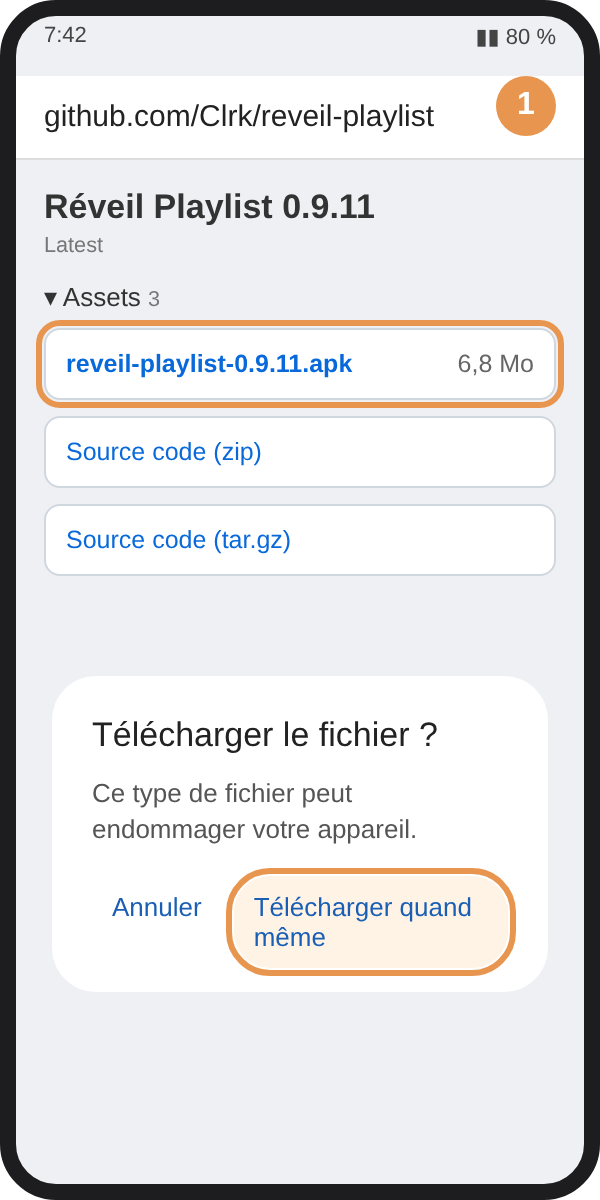 7:42
80 %
github.com/Clrk/reveil-playlist
1
Réveil Playlist 0.9.11
Latest
▾ Assets 3
reveil-playlist-0.9.11.apk 6,8 Mo
Source code (zip)
Source code (tar.gz)
Télécharger le fichier ?
Ce type de fichier peut
endommager votre appareil.
Annuler
Télécharger quand
même